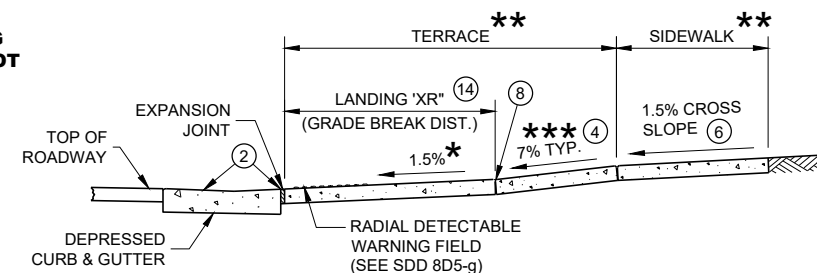 G
OT
TERRACE **
SIDEWALK **
LANDING 'XR" 14
(GRADE BREAK DIST.)
8
EXPANSION
JOINT
TOP OF
ROADWAY
2
1.5%*
*** 4
7% TYP.
1.5% CROSS
SLOPE 6
DEPRESSED
CURB & GUTTER
RADIAL DETECTABLE
WARNING FIELD
(SEE SDD 8D5-g)